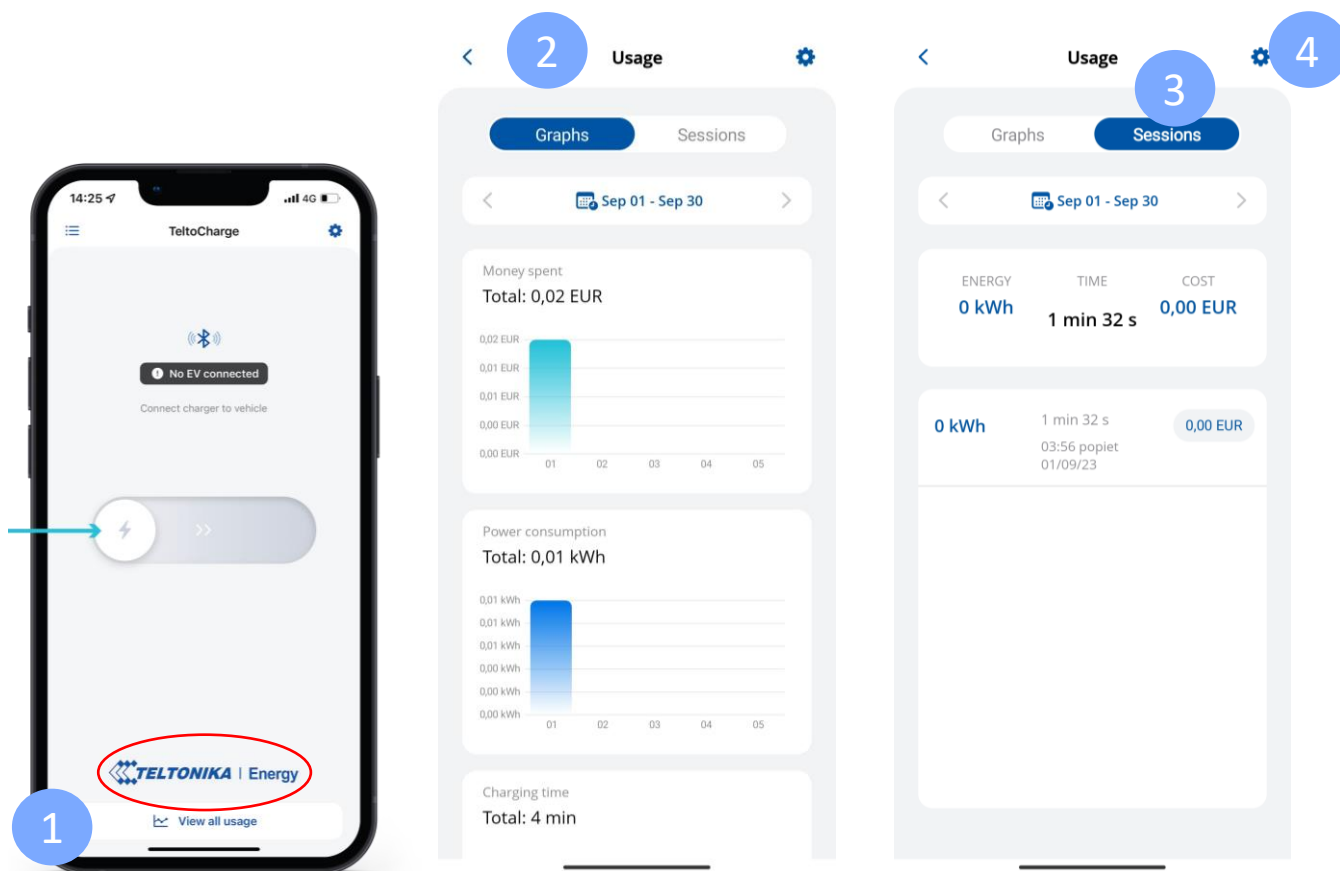 14:25
4G
TeltoCharge
No EV connected
Connect charger to vehicle
TELTONIKA | Energy
1
View all usage
2
Usage
Graphs
Sessions
Sep 01 - Sep 30
Money spent
Total: 0,02 EUR
0,02 EUR
0,01 EUR
0,01 EUR
0,00 EUR
0,00 EUR
01 02 03 04 05
Power consumption
Total: 0,01 kWh
0,01 kWh
0,01 kWh
0,01 kWh
0,00 kWh
0,00 kWh
0,00 kWh
01 02 03 04 05
Charging time
Total: 4 min
Usage
4
3
Graphs
Sessions
Sep 01 - Sep 30
ENERGY TIME COST
0 kWh 1 min 32 s 0,00 EUR
0 kWh 1 min 32 s 0,00 EUR
03:56 popiet
01/09/23